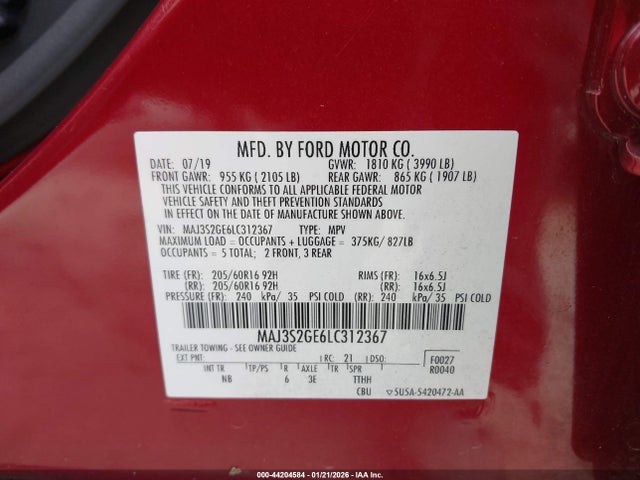 MFD. BY FORD MOTOR CO.
DATE: 07/19 GVWR: 1810 KG ( 3990 LB)
FRONT GAWR: 955 KG ( 2105 LB) REAR GAWR: 865 KG ( 1907 LB)
THIS VEHICLE CONFORMS TO ALL APPLICABLE FEDERAL MOTOR
VEHICLE SAFETY AND THEFT PREVENTION STANDARDS
IN EFFECT ON THE DATE OF MANUFACTURE SHOWN ABOVE.
VIN: MAJ3S2GE6LC312367 TYPE: MPV
MAXIMUM LOAD = OCCUPANTS + LUGGAGE = 375KG/ 827LB
OCCUPANTS = 5 TOTAL; 2 FRONT, 3 REAR
TIRE (FR): 205/60R16 92H RIMS (FR): 16x6.5J
(RR): 205/60R16 92H (RR): 16x6.5J
PRESSURE (FR): 240 kPa/ 35 PSI COLD (RR): 240 kPa/ 35 PSI COLD
MAJ3S2GE6LC312367
TRAILER TOWING - SEE OWNER GUIDE
EXT PNT: RC: 21 DSO: F0027
INT TR TP/PS R AXLE TR SPR R0040
NB 6 3E TTHH
CBU ▽SU5A-5420472-AA
000-44204584 | 01/21/2026 | IAA Inc.